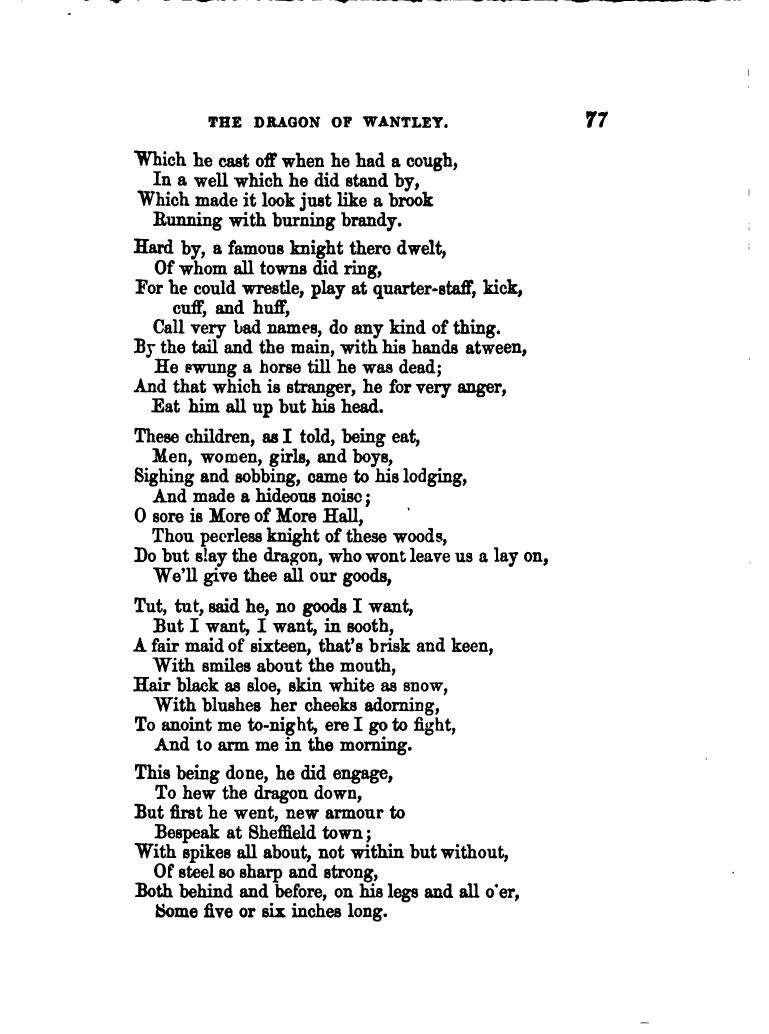 THE DRAGON OF WANTLEY. 77
Which he cast off when he had a cough,
In a well which he did stand by,
Which made it look just like a brook
Running with burning brandy.
Hard by, a famous knight there dwelt,
Of whom all towns did ring,
For he could wrestle, play at quarter-staff, kick,
cuff, and huff,
Call very bad names, do any kind of thing.
By the tail and the main, with his hands atween,
He swung a horse till he was dead;
And that which is stranger, he for very anger,
Eat him all up but his head.
These children, as I told, being eat,
Men, women, girls, and boys,
Sighing and sobbing, came to his lodging,
And made a hideous noise;
O sore is More of More Hall,
Thou peerless knight of these woods,
Do but slay the dragon, who wont leave us a lay on,
We'll give thee all our goods,
Tut, tut, said he, no goods I want,
But I want, I want, in sooth,
A fair maid of sixteen, that's brisk and keen,
With smiles about the mouth,
Hair black as sloe, skin white as snow,
With blushes her cheeks adorning,
To anoint me to-night, ere I go to fight,
And to arm me in the morning.
This being done, he did engage,
To hew the dragon down,
But first he went, new armour to
Bespeak at Sheffield town;
With spikes all about, not within but without,
Of steel so sharp and strong,
Both behind and before, on his legs and all o'er,
Some five or six inches long.